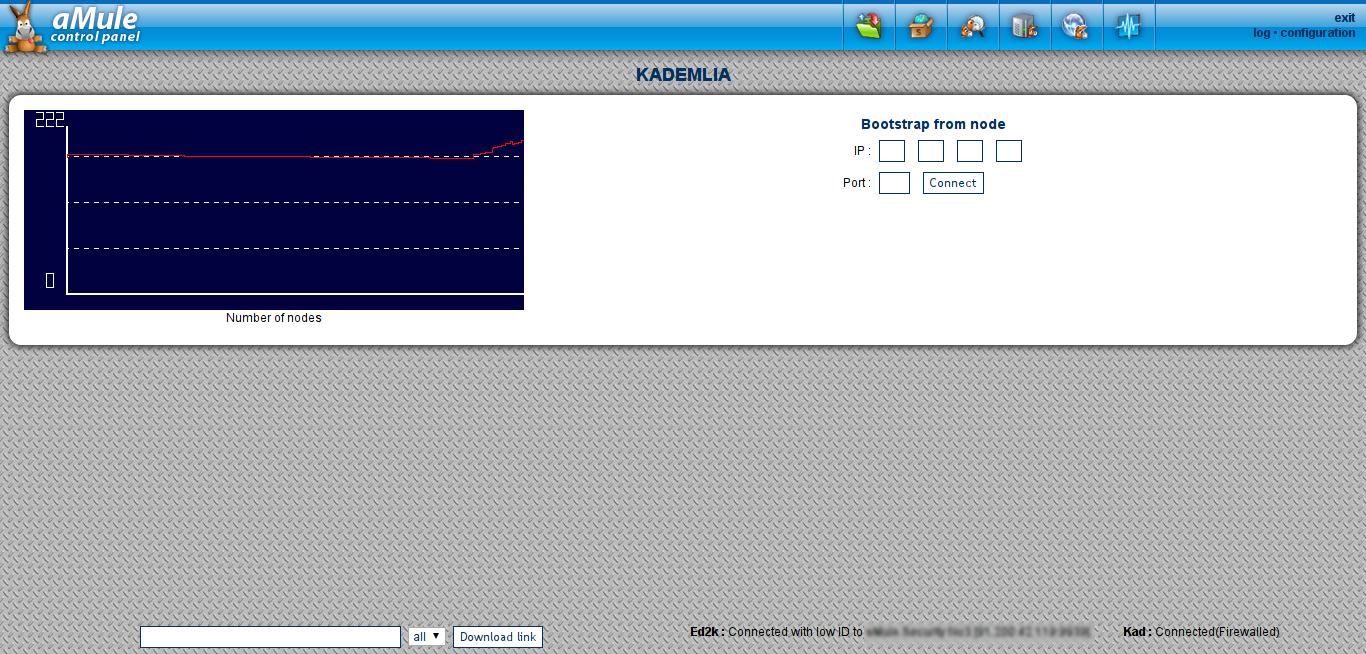 aMule
control panel
exit
log • configuration
KADEMLIA
222
0
Number of nodes
Bootstrap from node
IP :
Port :
Connect
all
Download link
Ed2k : Connected with low ID to
Kad : Connected(Firewalled)